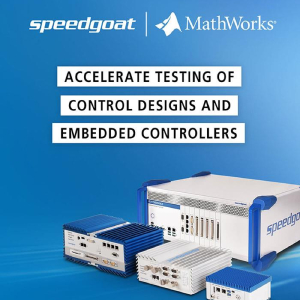 speedgoat | MathWorks®
ACCELERATE TESTING OF
CONTROL DESIGNS AND
EMBEDDED CONTROLLERS
speedgoat